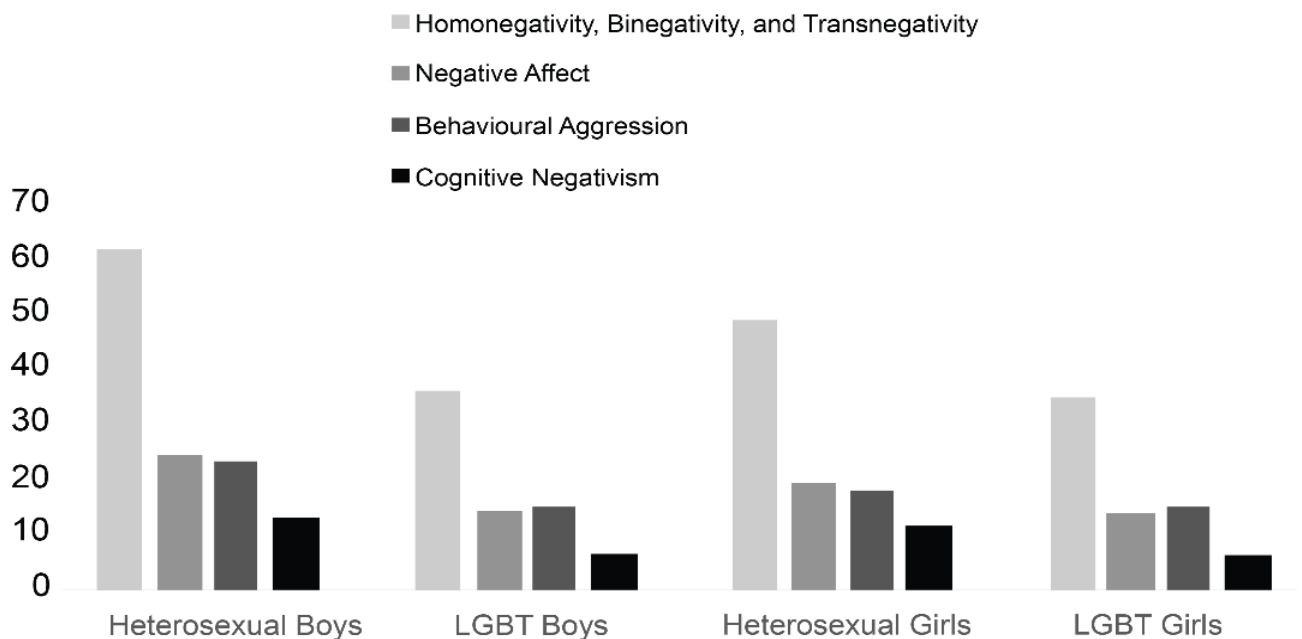 Homonegativity, Binegativity, and Transnegativity
Negative Affect
Behavioural Aggression
Cognitive Negativism
70
60
50
40
30
20
10
0
Heterosexual Boys LGBT Boys Heterosexual Girls LGBT Girls